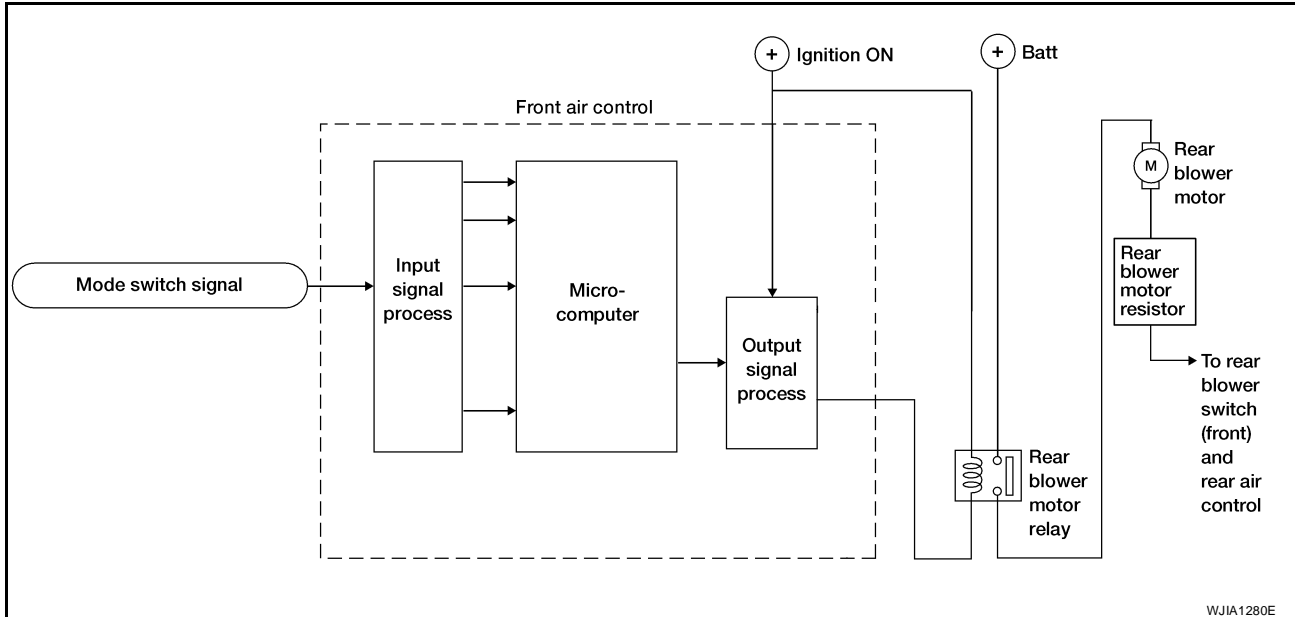 + Ignition ON
+ Batt
Front air control
Mode switch signal
Input
signal
process
Micro-
computer
Output
signal
process
Rear
blower
motor
relay
M
Rear
blower
motor
Rear
blower
motor
resistor
To rear
blower
switch
(front)
and
rear air
control
WJIA1280E